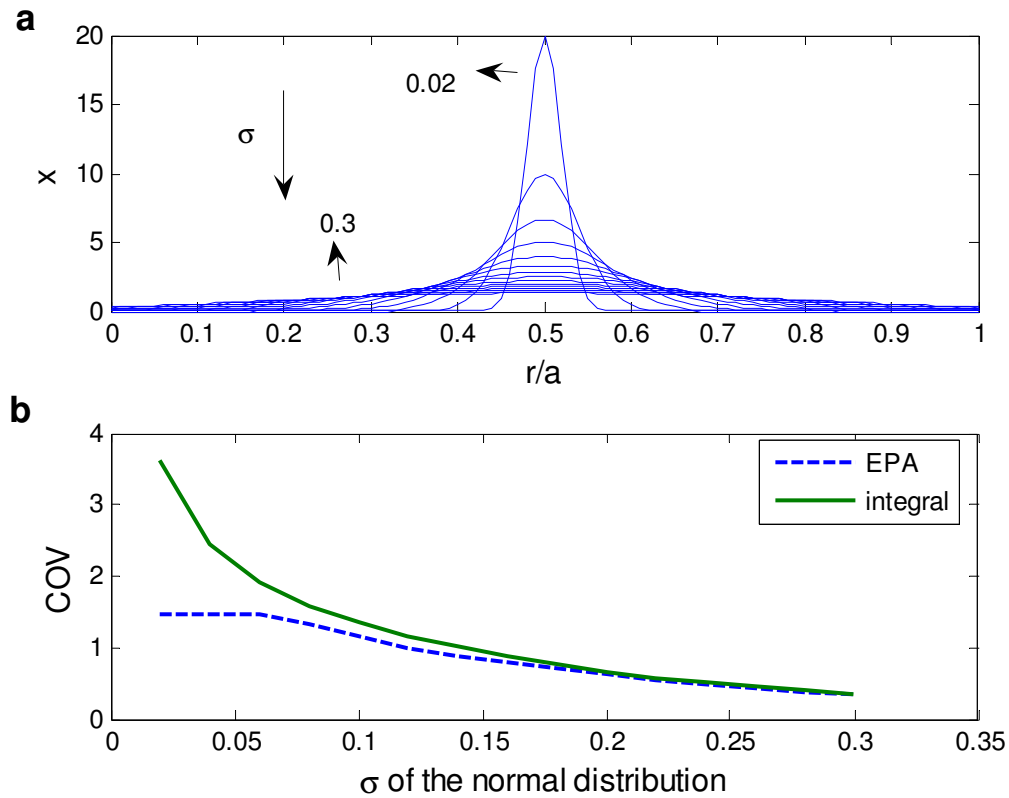 a
20
15
10
5
0
x
σ
0.02
0.3
0 0.1 0.2 0.3 0.4 0.5 0.6 0.7 0.8 0.9 1
r/a
b
4
3
2
1
0
COV
EPA
integral
0 0.05 0.1 0.15 0.2 0.25 0.3 0.35
σ of the normal distribution